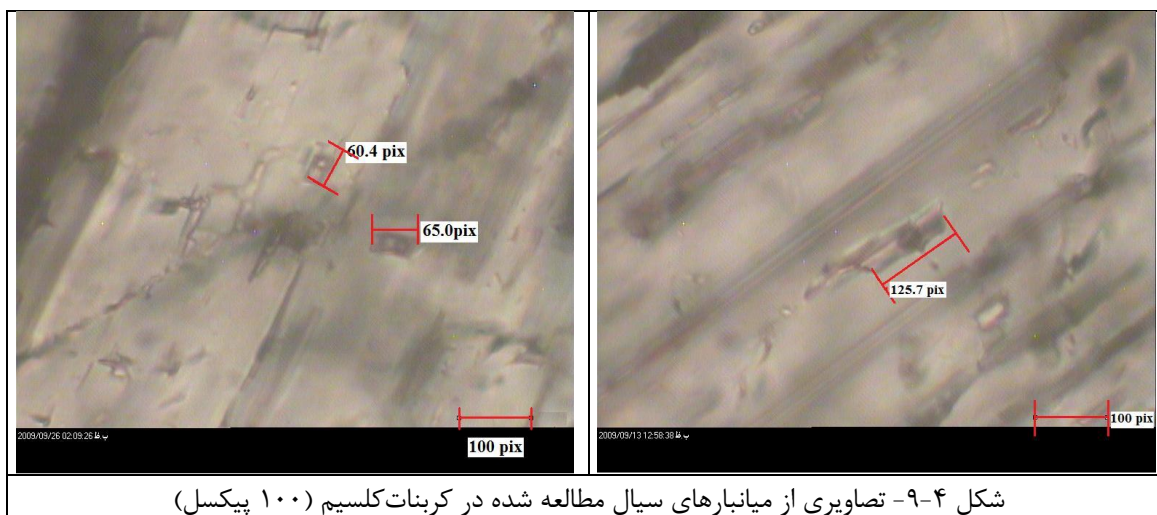 60.4 pix
65.0pix
100 pix
2009/09/26 02:09:26 ب.ظ
125.7 pix
100 pix
2009/09/13 12:58:38 ب.ظ
شکل ۴-۹- تصاویری از میانبارهای سیال مطالعه شده در کربنات‌کلسیم (۱۰۰ پیکسل)